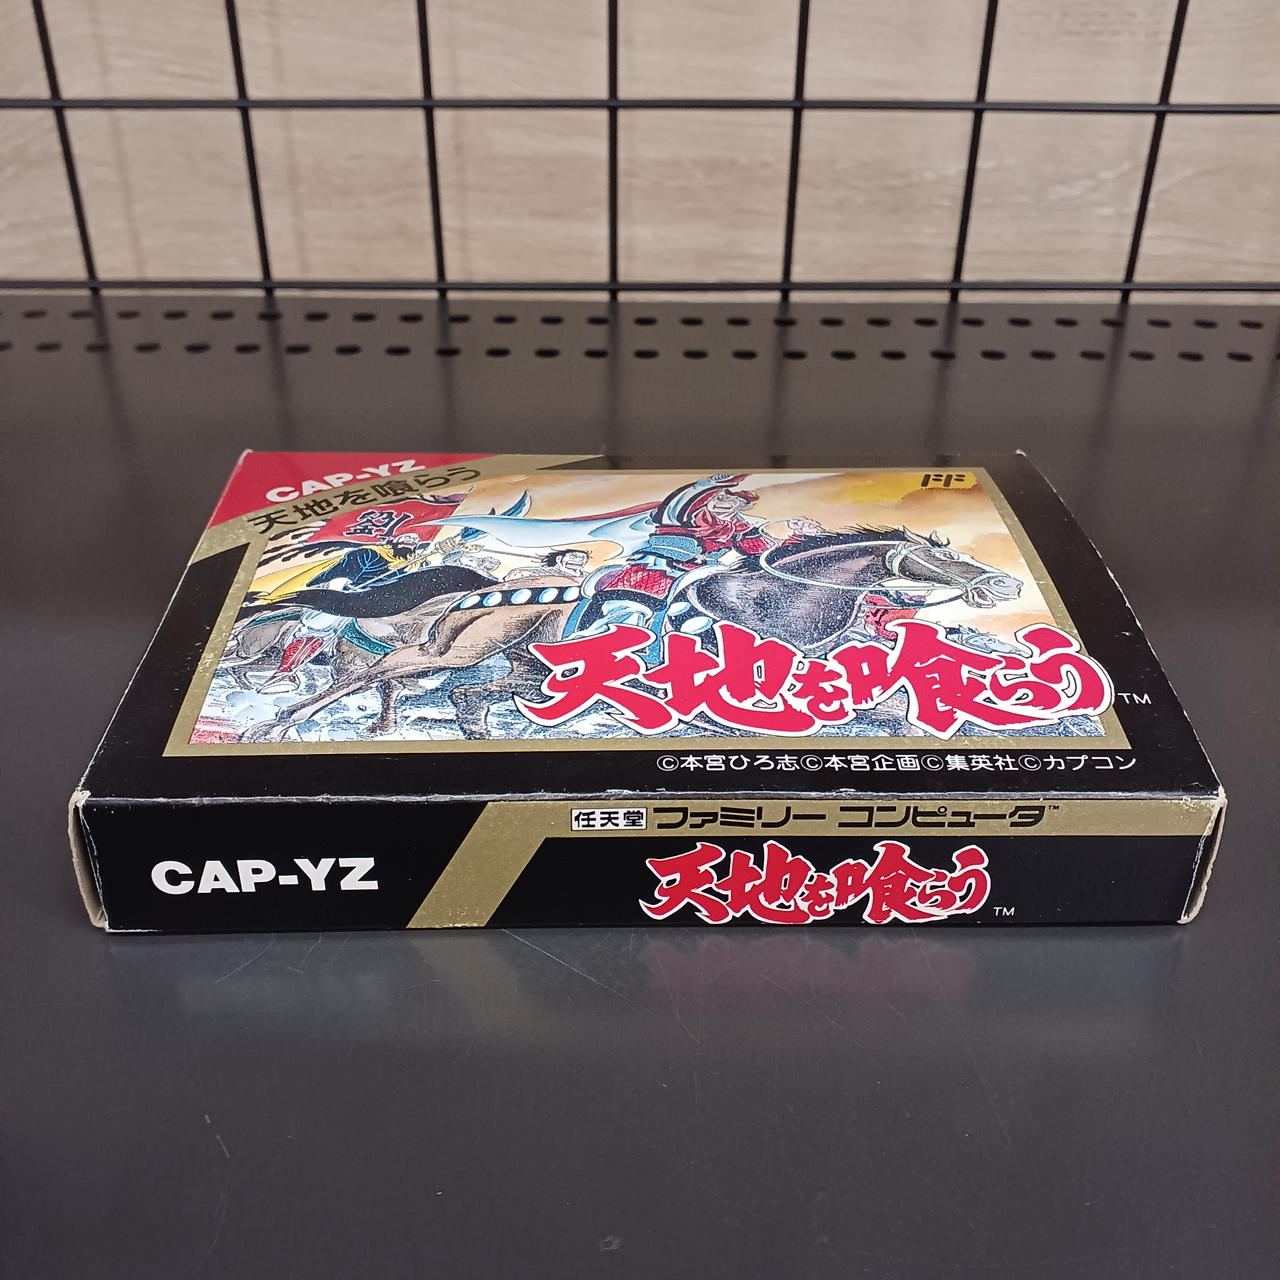 CAP-YZ
天地を喰らう
劉
FF
天地を喰らう TM
©本宮ひろ志©本宮企画©集英社©カプコン
任天堂 ファミリー コンピュータ TM
CAP-YZ
天地を喰らう TM